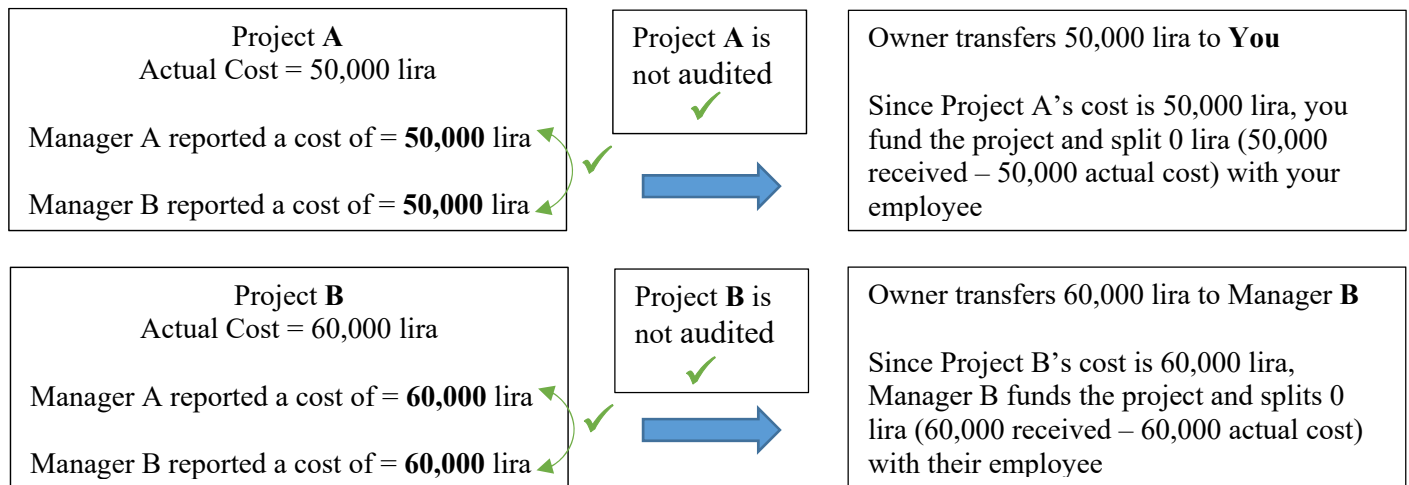 Project A
Actual Cost = 50,000 lira
Manager A reported a cost of = 50,000 lira
Manager B reported a cost of = 50,000 lira
Project A is
not audited
Owner transfers 50,000 lira to You
Since Project A’s cost is 50,000 lira, you
fund the project and split 0 lira (50,000
received – 50,000 actual cost) with your
employee
Project B
Actual Cost = 60,000 lira
Manager A reported a cost of = 60,000 lira
Manager B reported a cost of = 60,000 lira
Project B is
not audited
Owner transfers 60,000 lira to Manager B
Since Project B’s cost is 60,000 lira,
Manager B funds the project and splits 0
lira (60,000 received – 60,000 actual cost)
with their employee